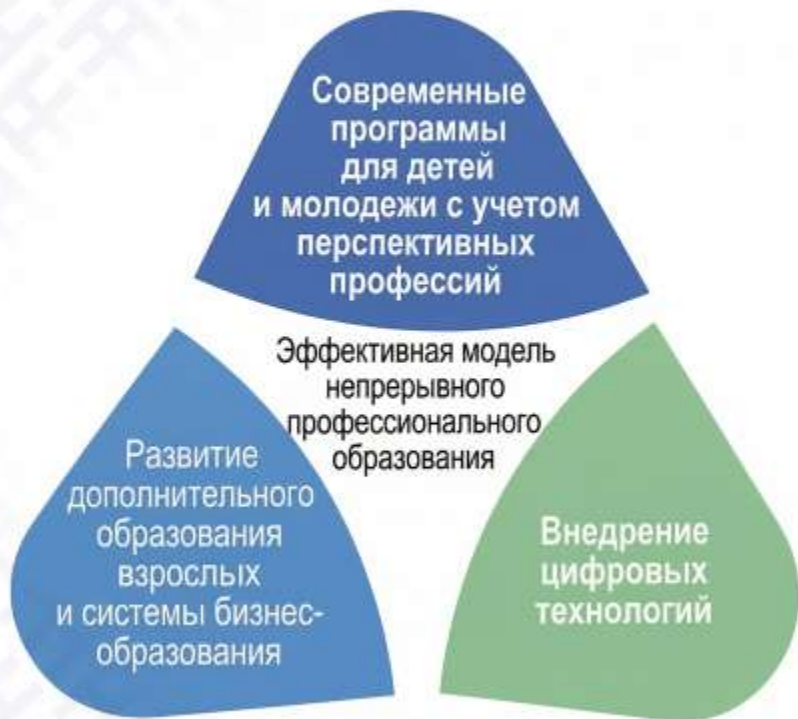 Современные
программы
для детей
и молодежи с учетом
перспективных
профессий
Эффективная модель
непрерывного
профессионального
образования
Развитие
дополнительного
образования
взрослых
и системы бизнес-
образования
Внедрение
цифровых
технологий